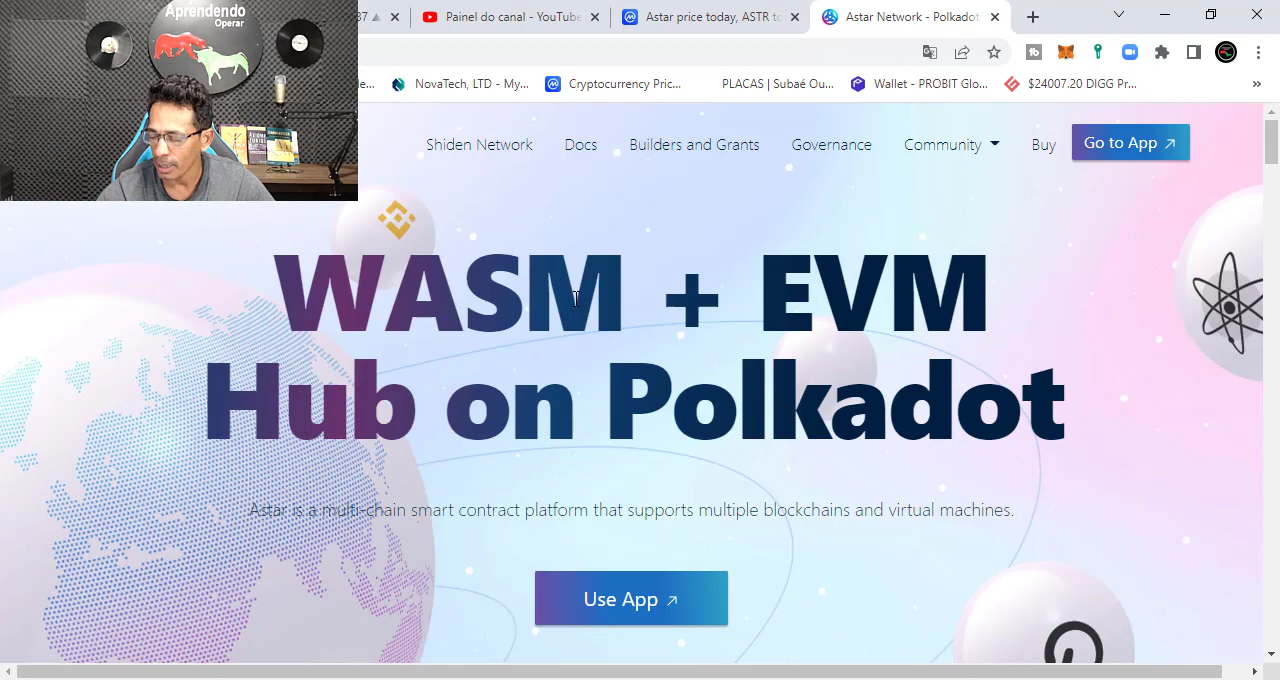 Aprendendo
Operar
37
Painel do canal - YouTube
Astar price today, ASTR to
Astar Network - Polkadot
NovaTech, LTD - My...
Cryptocurrency Pric...
PLACAS | Subaé Ou...
Wallet - PROBIT Glo...
$24007.20 DIGG Pr...
»
Shiden Network
Docs
Builders and Grants
Governance
Community
Buy
Go to App
WASM + EVM
Hub on Polkadot
Astar is a multi-chain smart contract platform that supports multiple blockchains and virtual machines.
Use App